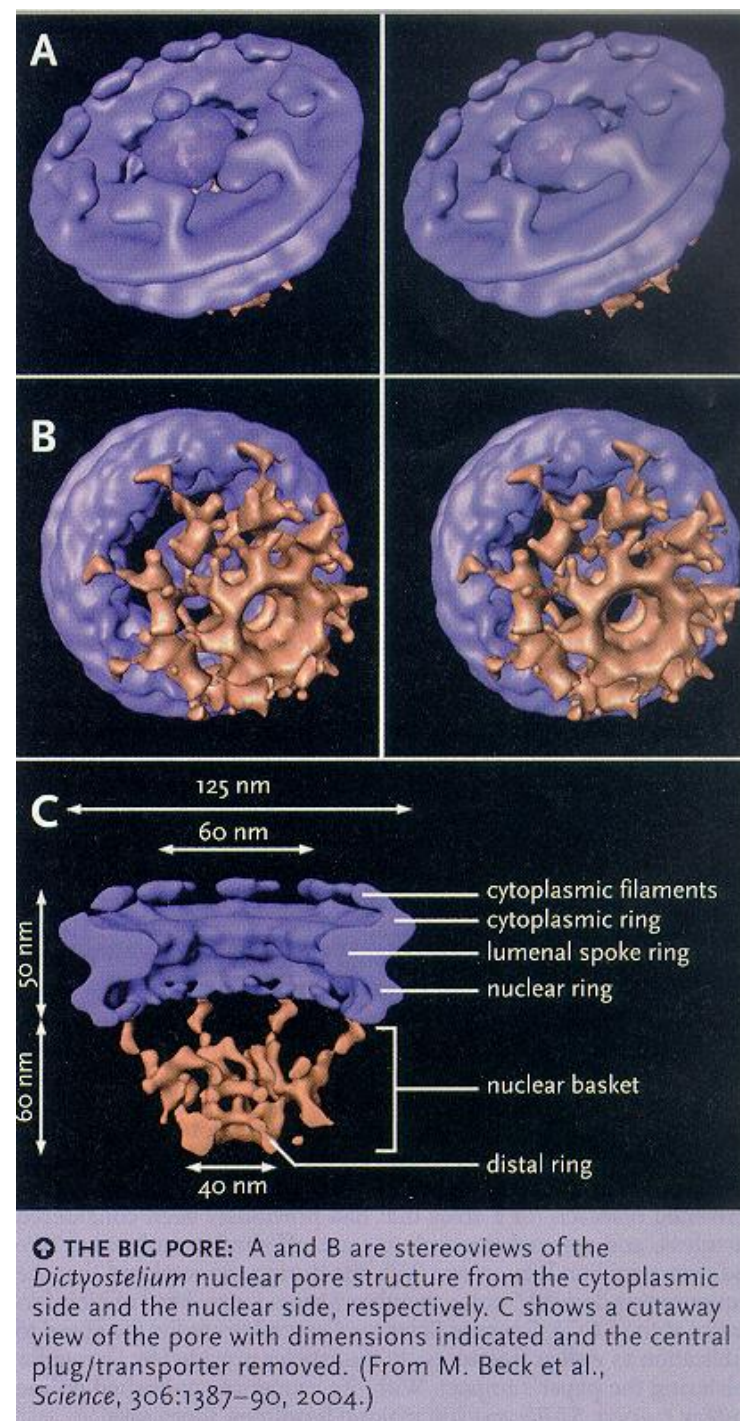 A
B
C
125 nm
60 nm
50 nm
cytoplasmic filaments
cytoplasmic ring
lumenal spoke ring
nuclear ring
60 nm
nuclear basket
distal ring
40 nm
THE BIG PORE: A and B are stereoviews of the
Dictyostelium nuclear pore structure from the cytoplasmic
side and the nuclear side, respectively. C shows a cutaway
view of the pore with dimensions indicated and the central
plug/transporter removed. (From M. Beck et al.,
Science, 306:1387–90, 2004.)